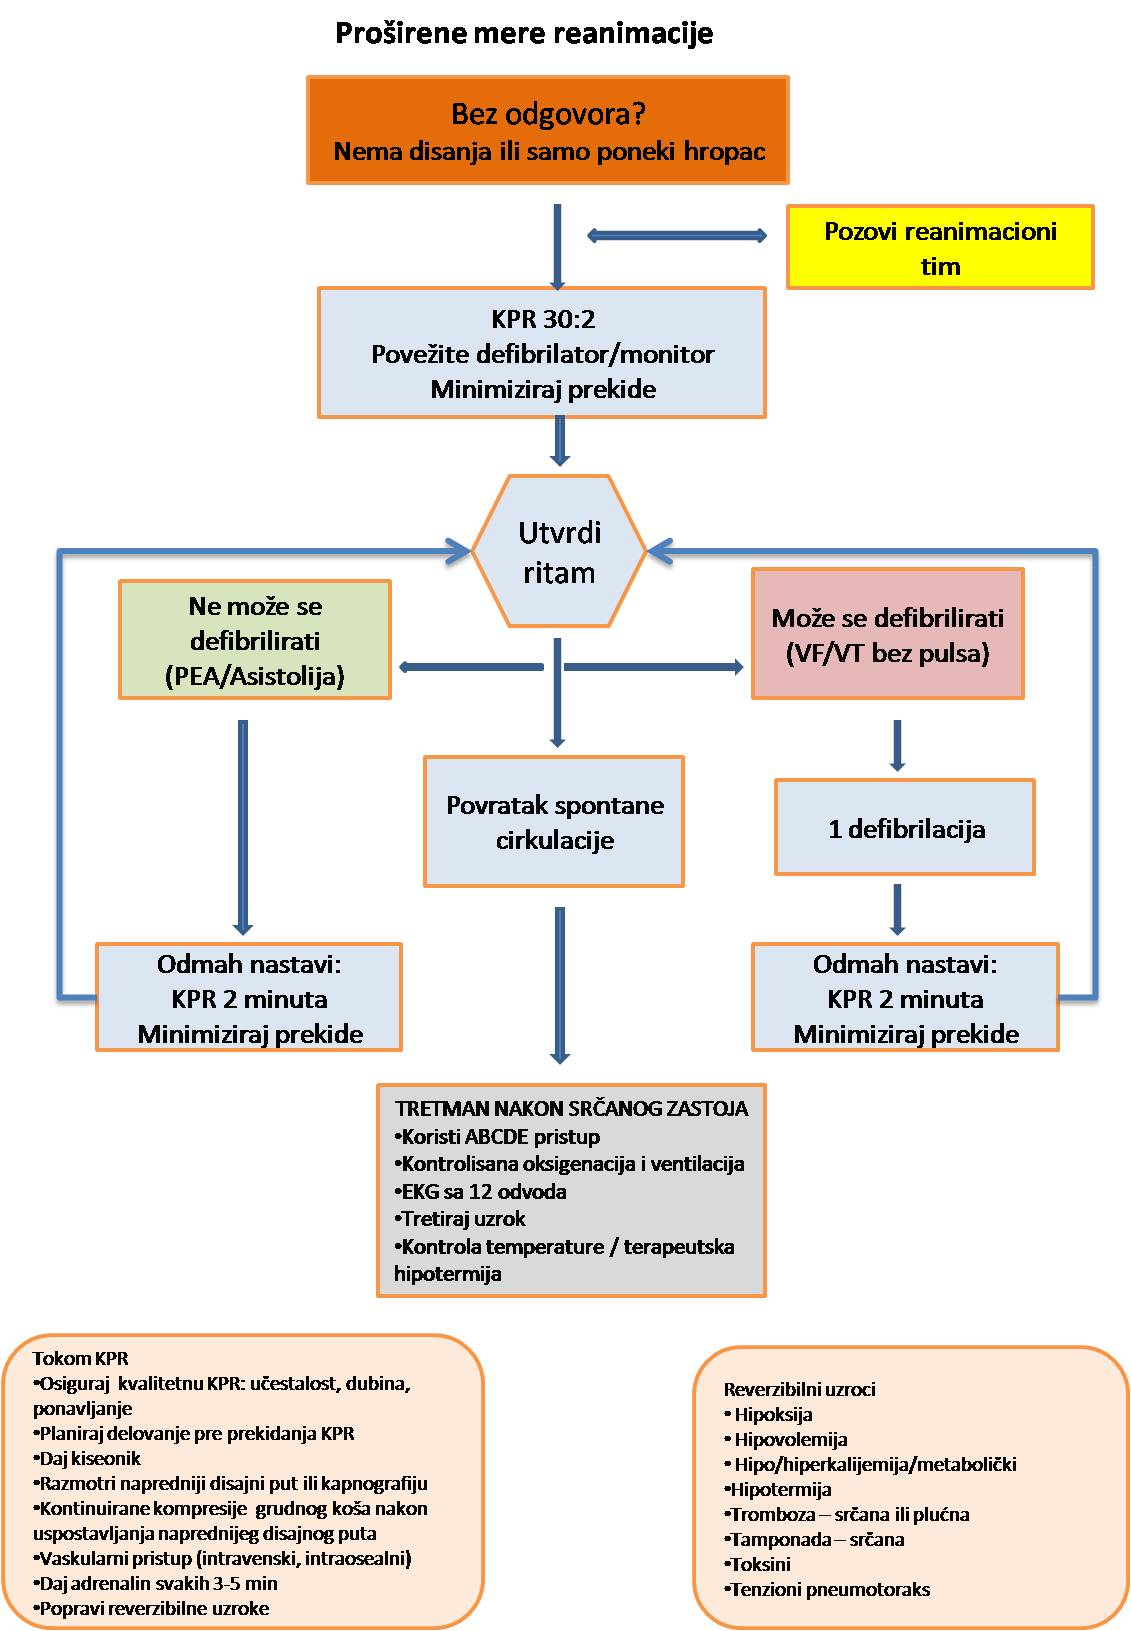 Proširene mere reanimacije
Bez odgovora?
Nema disanja ili samo poneki hropac
Pozovi reanimacioni
tim
KPR 30:2
Povežite defibrilator/monitor
Minimiziraj prekide
Utvrdi
ritam
Ne može se
defibrilirati
(PEA/Asistolija)
Može se defibrilirati
(VF/VT bez pulsa)
Povratak spontane
cirkulacije
1 defibrilacija
Odmah nastavi:
KPR 2 minuta
Minimiziraj prekide
Odmah nastavi:
KPR 2 minuta
Minimiziraj prekide
TRETMAN NAKON SRČANOG ZASTOJA
•Koristi ABCDE pristup
•Kontrolisana oksigenacija i ventilacija
•EKG sa 12 odvoda
•Tretiraj uzrok
•Kontrola temperature / terapeutska
hipotermija
Tokom KPR
•Osiguraj kvalitetnu KPR: učestalost, dubina,
ponavljanje
•Planiraj delovanje pre prekidanja KPR
•Daj kiseonik
•Razmotri napredniji disajni put ili kapnografiju
•Kontinuirane kompresije grudnog koša nakon
uspostavljanja naprednijeg disajnog puta
•Vaskularni pristup (intravenski, intraosealni)
•Daj adrenalin svakih 3-5 min
•Popravi reverzibilne uzroke
Reverzibilni uzroci
• Hipoksija
• Hipovolemija
• Hipo/hiperkalijemija/metabolički
•Hipotermija
•Tromboza – srčana ili plućna
•Tamponada – srčana
•Toksini
•Tenzioni pneumotoraks